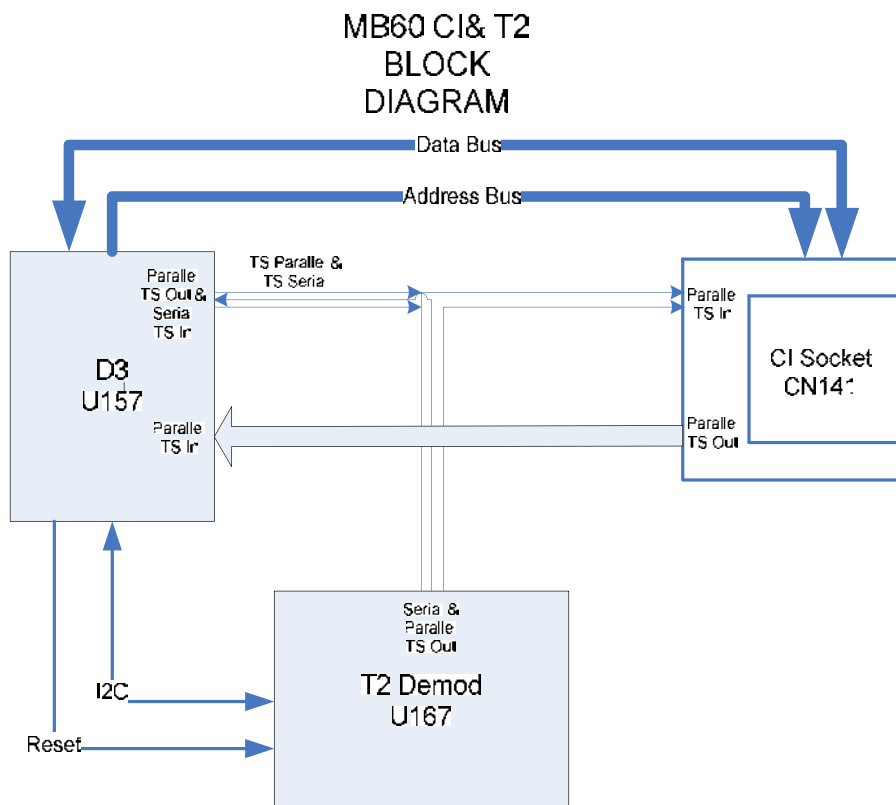 MB60 CI& T2
BLOCK
DIAGRAM
Data Bus
Address Bus
TS Paralle &
TS Seria
Paralle
TS Out &
Seria
TS In
D3
U157
Paralle
TS In
Paralle
TS In
CI Socket
CN141
Paralle
TS Out
Seria &
Paralle
TS Out
T2 Demod
U167
I2C
Reset